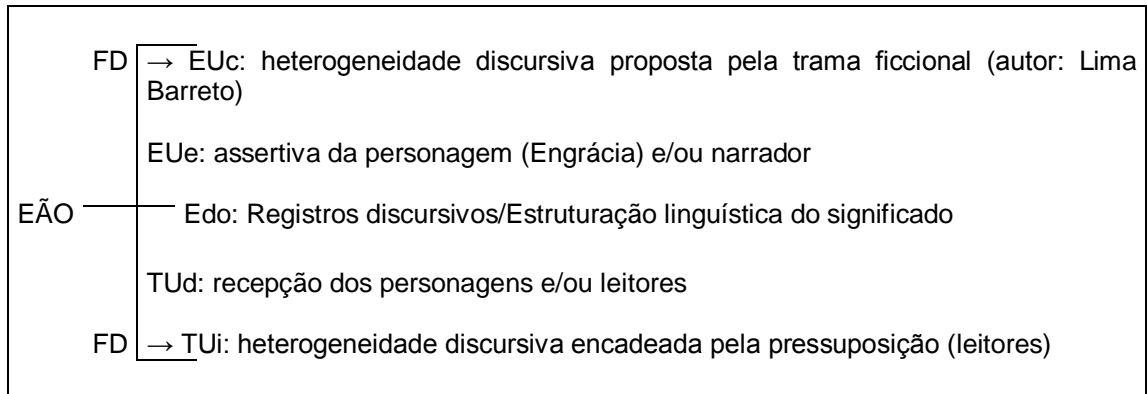 FD → EUc: heterogeneidade discursiva proposta pela trama ficcional (autor: Lima
Barreto)
EUe: assertiva da personagem (Engrácia) e/ou narrador
EÃO Edo: Registros discursivos/Estruturação linguística do significado
TUd: recepção dos personagens e/ou leitores
FD → TUi: heterogeneidade discursiva encadeada pela pressuposição (leitores)